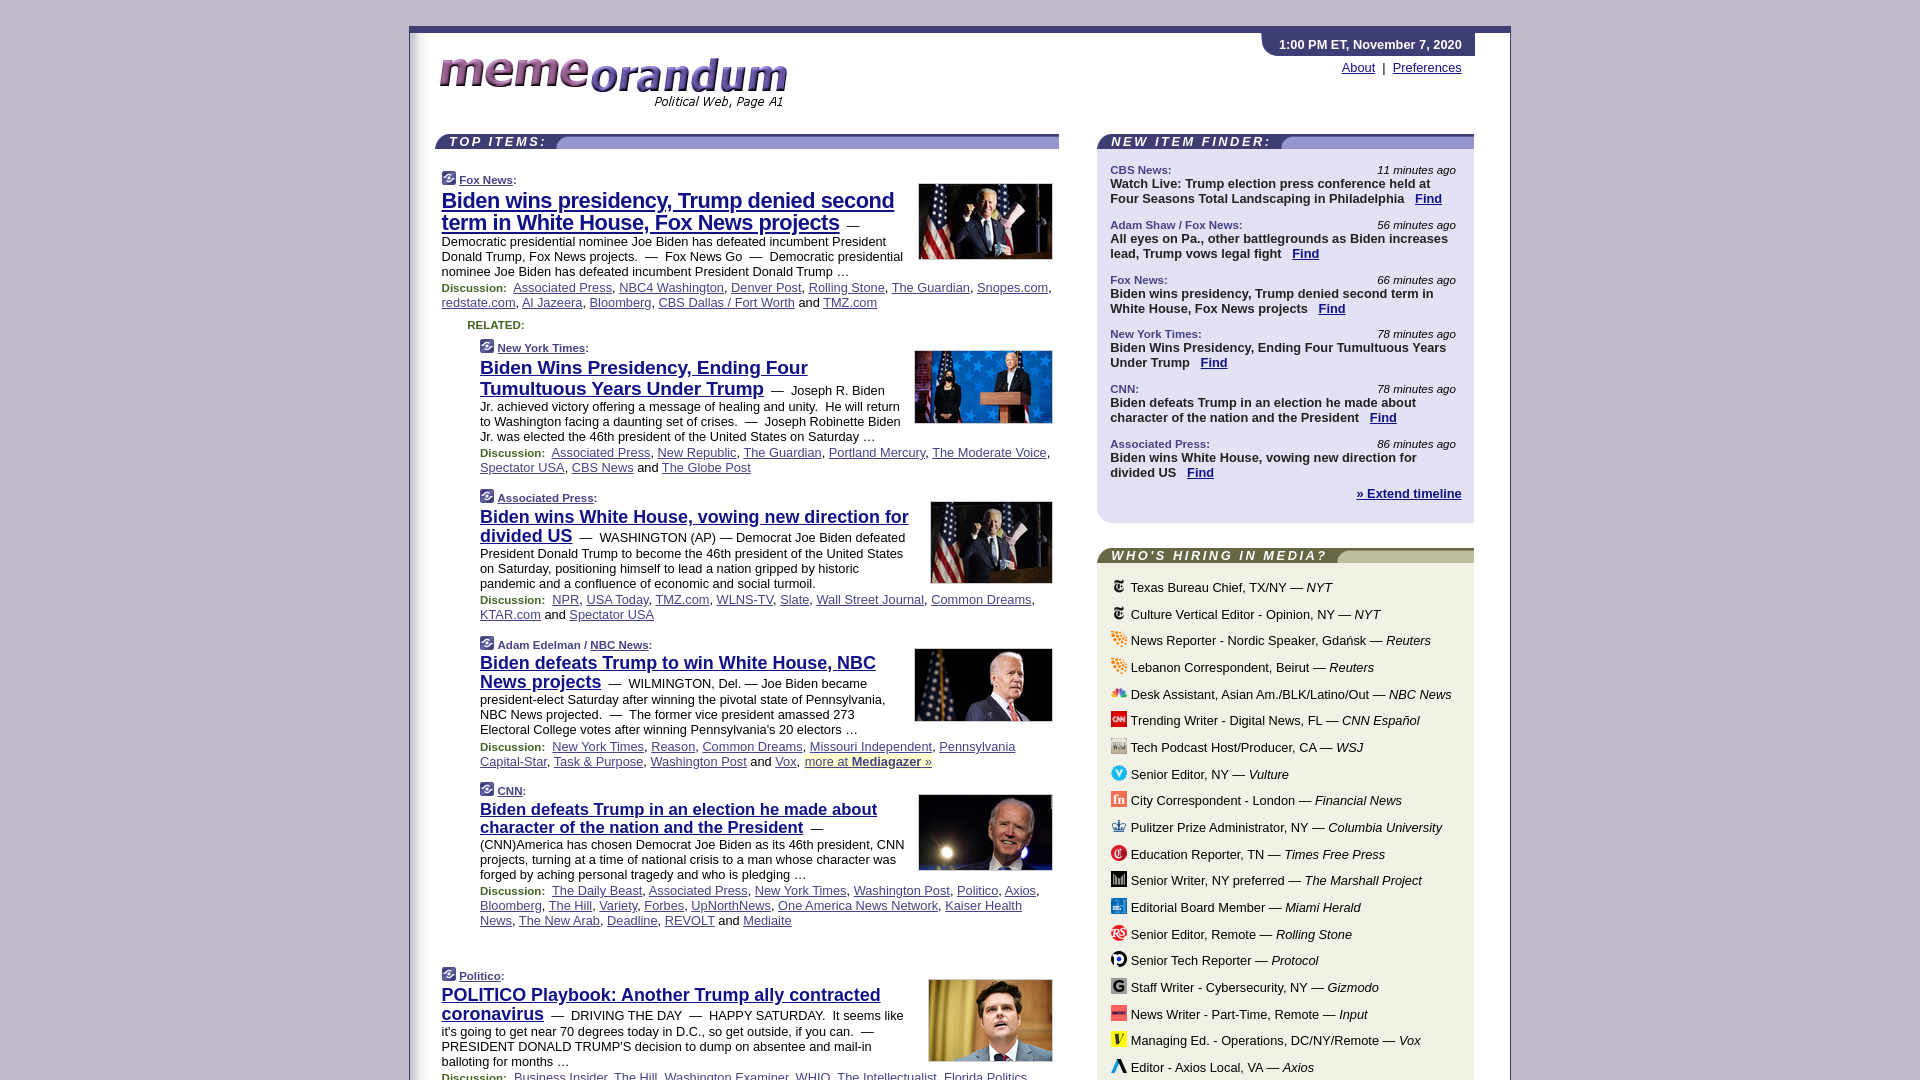 1:00 PM ET, November 7, 2020
About | Preferences
memeorandum
Political Web, Page A1
TOP ITEMS:
Fox News:
Biden wins presidency, Trump denied second
term in White House, Fox News projects —
Democratic presidential nominee Joe Biden has defeated incumbent President
Donald Trump, Fox News projects. — Fox News Go — Democratic presidential
nominee Joe Biden has defeated incumbent President Donald Trump …
Discussion: Associated Press, NBC4 Washington, Denver Post, Rolling Stone, The Guardian, Snopes.com,
redstate.com, Al Jazeera, Bloomberg, CBS Dallas / Fort Worth and TMZ.com
RELATED:
New York Times:
Biden Wins Presidency, Ending Four
Tumultuous Years Under Trump — Joseph R. Biden
Jr. achieved victory offering a message of healing and unity. He will return
to Washington facing a daunting set of crises. — Joseph Robinette Biden
Jr. was elected the 46th president of the United States on Saturday …
Discussion: Associated Press, New Republic, The Guardian, Portland Mercury, The Moderate Voice,
Spectator USA, CBS News and The Globe Post
Associated Press:
Biden wins White House, vowing new direction for
divided US — WASHINGTON (AP) — Democrat Joe Biden defeated
President Donald Trump to become the 46th president of the United States
on Saturday, positioning himself to lead a nation gripped by historic
pandemic and a confluence of economic and social turmoil.
Discussion: NPR, USA Today, TMZ.com, WLNS-TV, Slate, Wall Street Journal, Common Dreams,
KTAR.com and Spectator USA
Adam Edelman / NBC News:
Biden defeats Trump to win White House, NBC
News projects — WILMINGTON, Del. — Joe Biden became
president-elect Saturday after winning the pivotal state of Pennsylvania,
NBC News projected. — The former vice president amassed 273
Electoral College votes after winning Pennsylvania's 20 electors …
Discussion: New York Times, Reason, Common Dreams, Missouri Independent, Pennsylvania
Capital-Star, Task & Purpose, Washington Post and Vox, more at Mediagazer »
CNN:
Biden defeats Trump in an election he made about
character of the nation and the President —
(CNN)America has chosen Democrat Joe Biden as its 46th president, CNN
projects, turning at a time of national crisis to a man whose character was
forged by aching personal tragedy and who is pledging …
Discussion: The Daily Beast, Associated Press, New York Times, Washington Post, Politico, Axios,
Bloomberg, The Hill, Variety, Forbes, UpNorthNews, One America News Network, Kaiser Health
News, The New Arab, Deadline, REVOLT and Mediaite
Politico:
POLITICO Playbook: Another Trump ally contracted
coronavirus — DRIVING THE DAY — HAPPY SATURDAY. It seems like
it's going to get near 70 degrees today in D.C., so get outside, if you can. —
PRESIDENT DONALD TRUMP'S decision to dump on absentee and mail-in
balloting for months …
Discussion: Business Insider, The Hill, Washington Examiner, WHIO, The Intellectualist, Florida Politics,
NEW ITEM FINDER:
CBS News: 11 minutes ago
Watch Live: Trump election press conference held at
Four Seasons Total Landscaping in Philadelphia Find
Adam Shaw / Fox News: 56 minutes ago
All eyes on Pa., other battlegrounds as Biden increases
lead, Trump vows legal fight Find
Fox News: 66 minutes ago
Biden wins presidency, Trump denied second term in
White House, Fox News projects Find
New York Times: 78 minutes ago
Biden Wins Presidency, Ending Four Tumultuous Years
Under Trump Find
CNN: 78 minutes ago
Biden defeats Trump in an election he made about
character of the nation and the President Find
Associated Press: 86 minutes ago
Biden wins White House, vowing new direction for
divided US Find
» Extend timeline
WHO'S HIRING IN MEDIA?
Texas Bureau Chief, TX/NY — NYT
Culture Vertical Editor - Opinion, NY — NYT
News Reporter - Nordic Speaker, Gdańsk — Reuters
Lebanon Correspondent, Beirut — Reuters
Desk Assistant, Asian Am./BLK/Latino/Out — NBC News
Trending Writer - Digital News, FL — CNN Español
Tech Podcast Host/Producer, CA — WSJ
Senior Editor, NY — Vulture
City Correspondent - London — Financial News
Pulitzer Prize Administrator, NY — Columbia University
Education Reporter, TN — Times Free Press
Senior Writer, NY preferred — The Marshall Project
Editorial Board Member — Miami Herald
Senior Editor, Remote — Rolling Stone
Senior Tech Reporter — Protocol
Staff Writer - Cybersecurity, NY — Gizmodo
News Writer - Part-Time, Remote — Input
Managing Ed. - Operations, DC/NY/Remote — Vox
Editor - Axios Local, VA — Axios